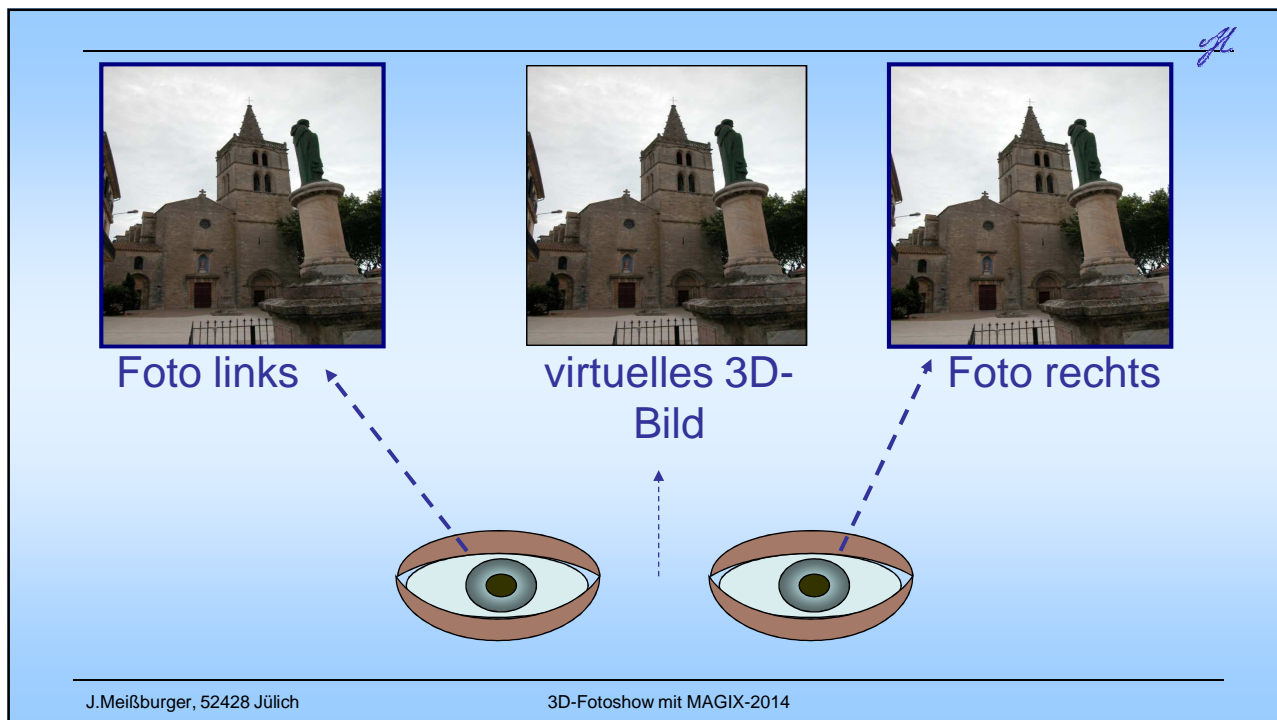 Foto links
virtuelles 3D-
Bild
Foto rechts
J.Meißburger, 52428 Jülich
3D-Fotoshow mit MAGIX-2014